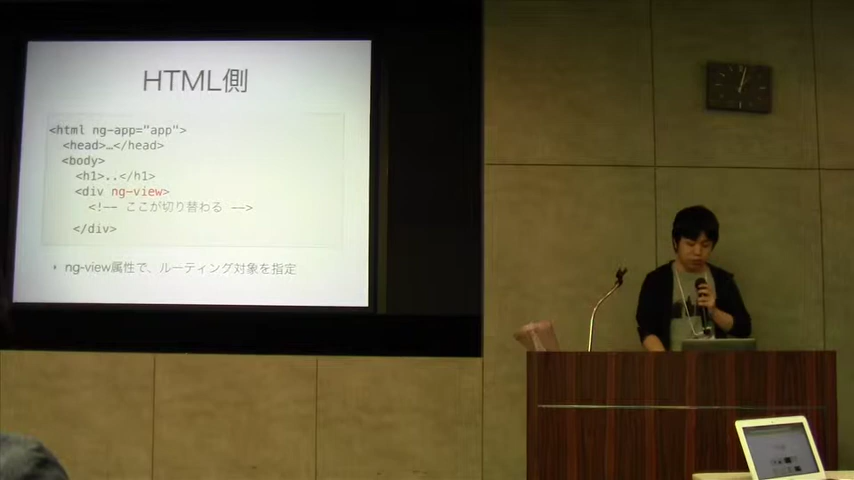 HTML側
<html ng-app="app">
<head>…</head>
<body>
<h1>..</h1>
<div ng-view>
<!-- ここが切り替わる -->
</div>
• ng-view属性で、ルーティング対象を指定